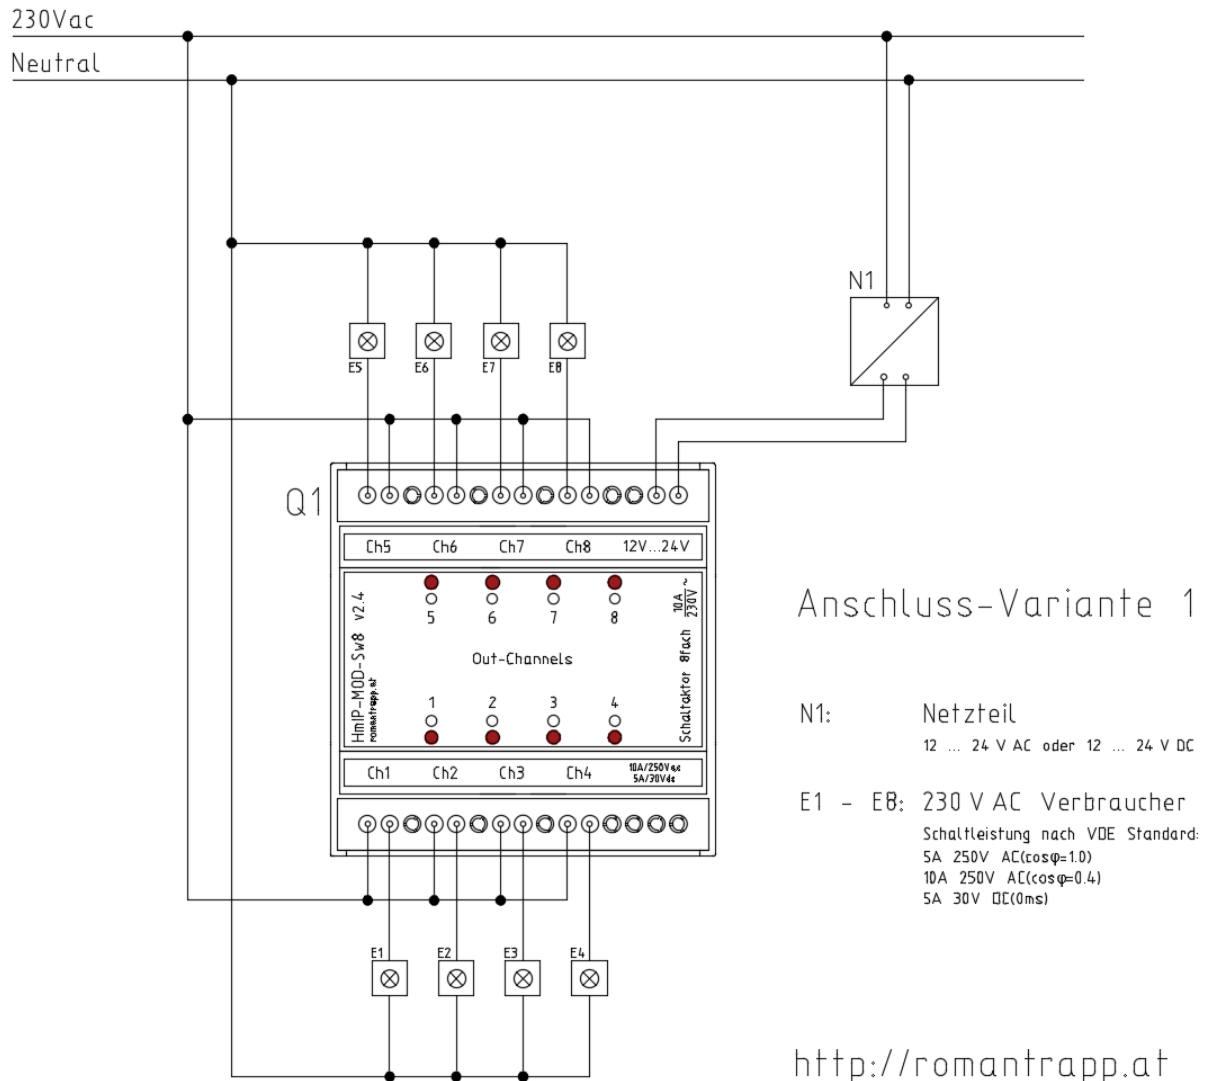 230Vac
Neutral
N1
E5 E6 E7 E8
Q1
Ch5 Ch6 Ch7 Ch8 12V...24V
5 6 7 8
HmIP-MOD-Sw8 v2.4
romantrapp.at
Out-Channels
Schaltaktor 8fach 10A/230V ~
1 2 3 4
Ch1 Ch2 Ch3 Ch4
10A/250Vac
5A/30Vdc
E1 E2 E3 E4
Anschluss-Variante 1
N1: Netzteil
12 ... 24 V AC oder 12 ... 24 V DC
E1 - E8: 230 V AC Verbraucher
Schaltleistung nach VDE Standard:
5A 250V AC(cosφ=1.0)
10A 250V AC(cosφ=0.4)
5A 30V DC(0ms)
http://romantrapp.at